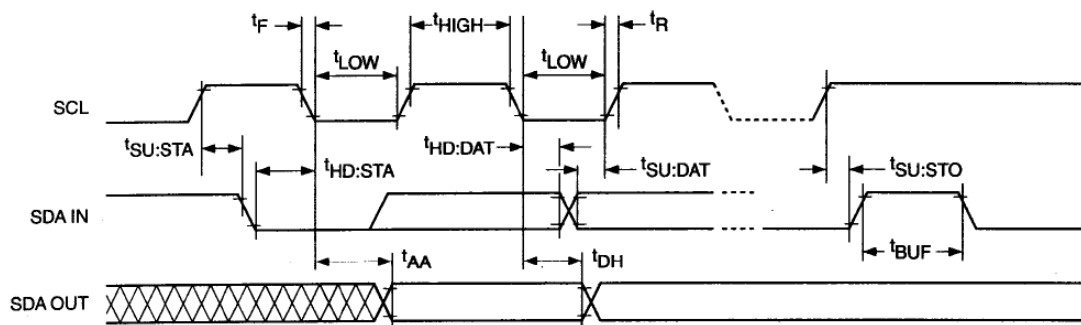 tF
tHIGH
tR
tLOW
tLOW
SCL
tSU:STA
tHD:STA
tHD:DAT
tSU:DAT
tSU:STO
SDA IN
tBUF
tAA
tDH
SDA OUT